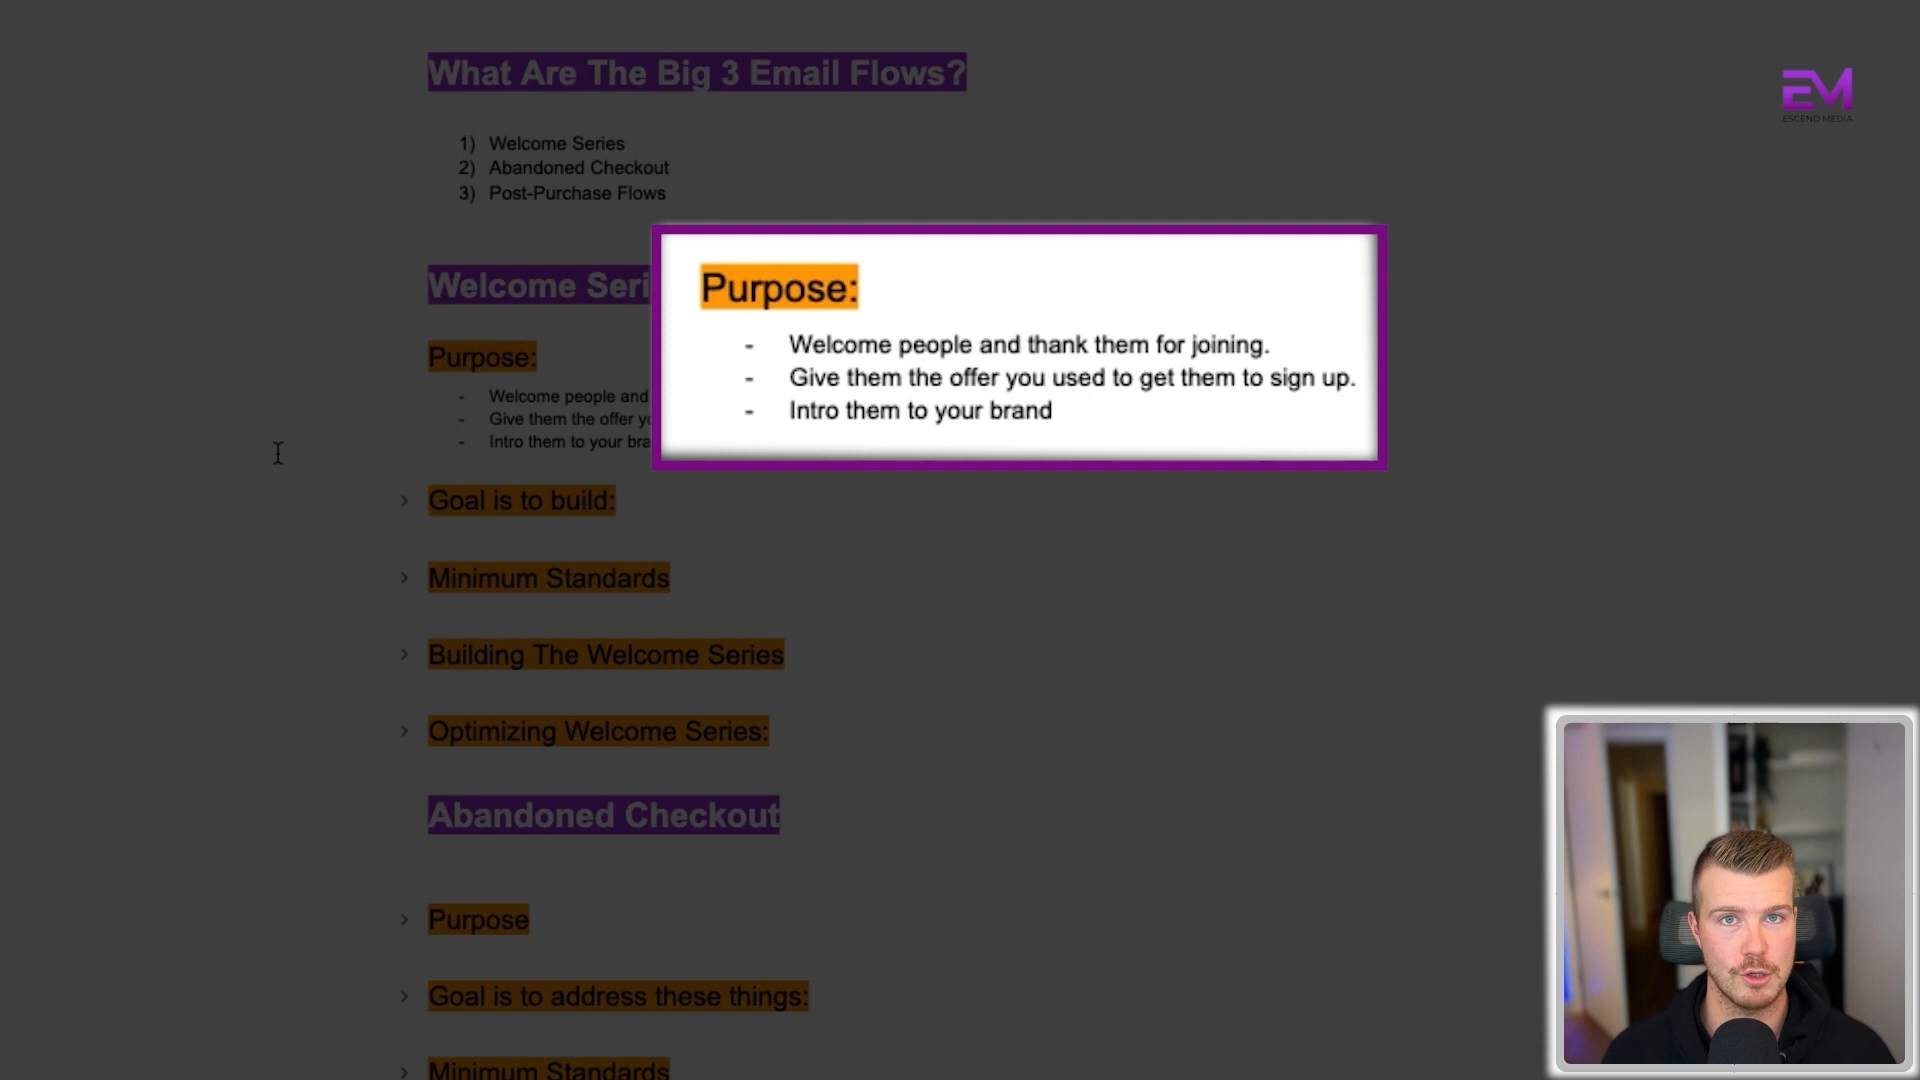 What Are The Big 3 Email Flows?
EM
ESCEND MEDIA
1) Welcome Series
2) Abandoned Checkout
3) Post-Purchase Flows
Welcome Seri
Purpose:
- Welcome people and thank them for joining.
- Give them the offer you used to get them to sign up.
- Intro them to your brand
Purpose:
- Welcome people and
- Give them the offer yo
- Intro them to your bra
Goal is to build:
Minimum Standards
Building The Welcome Series
Optimizing Welcome Series:
Abandoned Checkout
Purpose
Goal is to address these things:
Minimum Standards